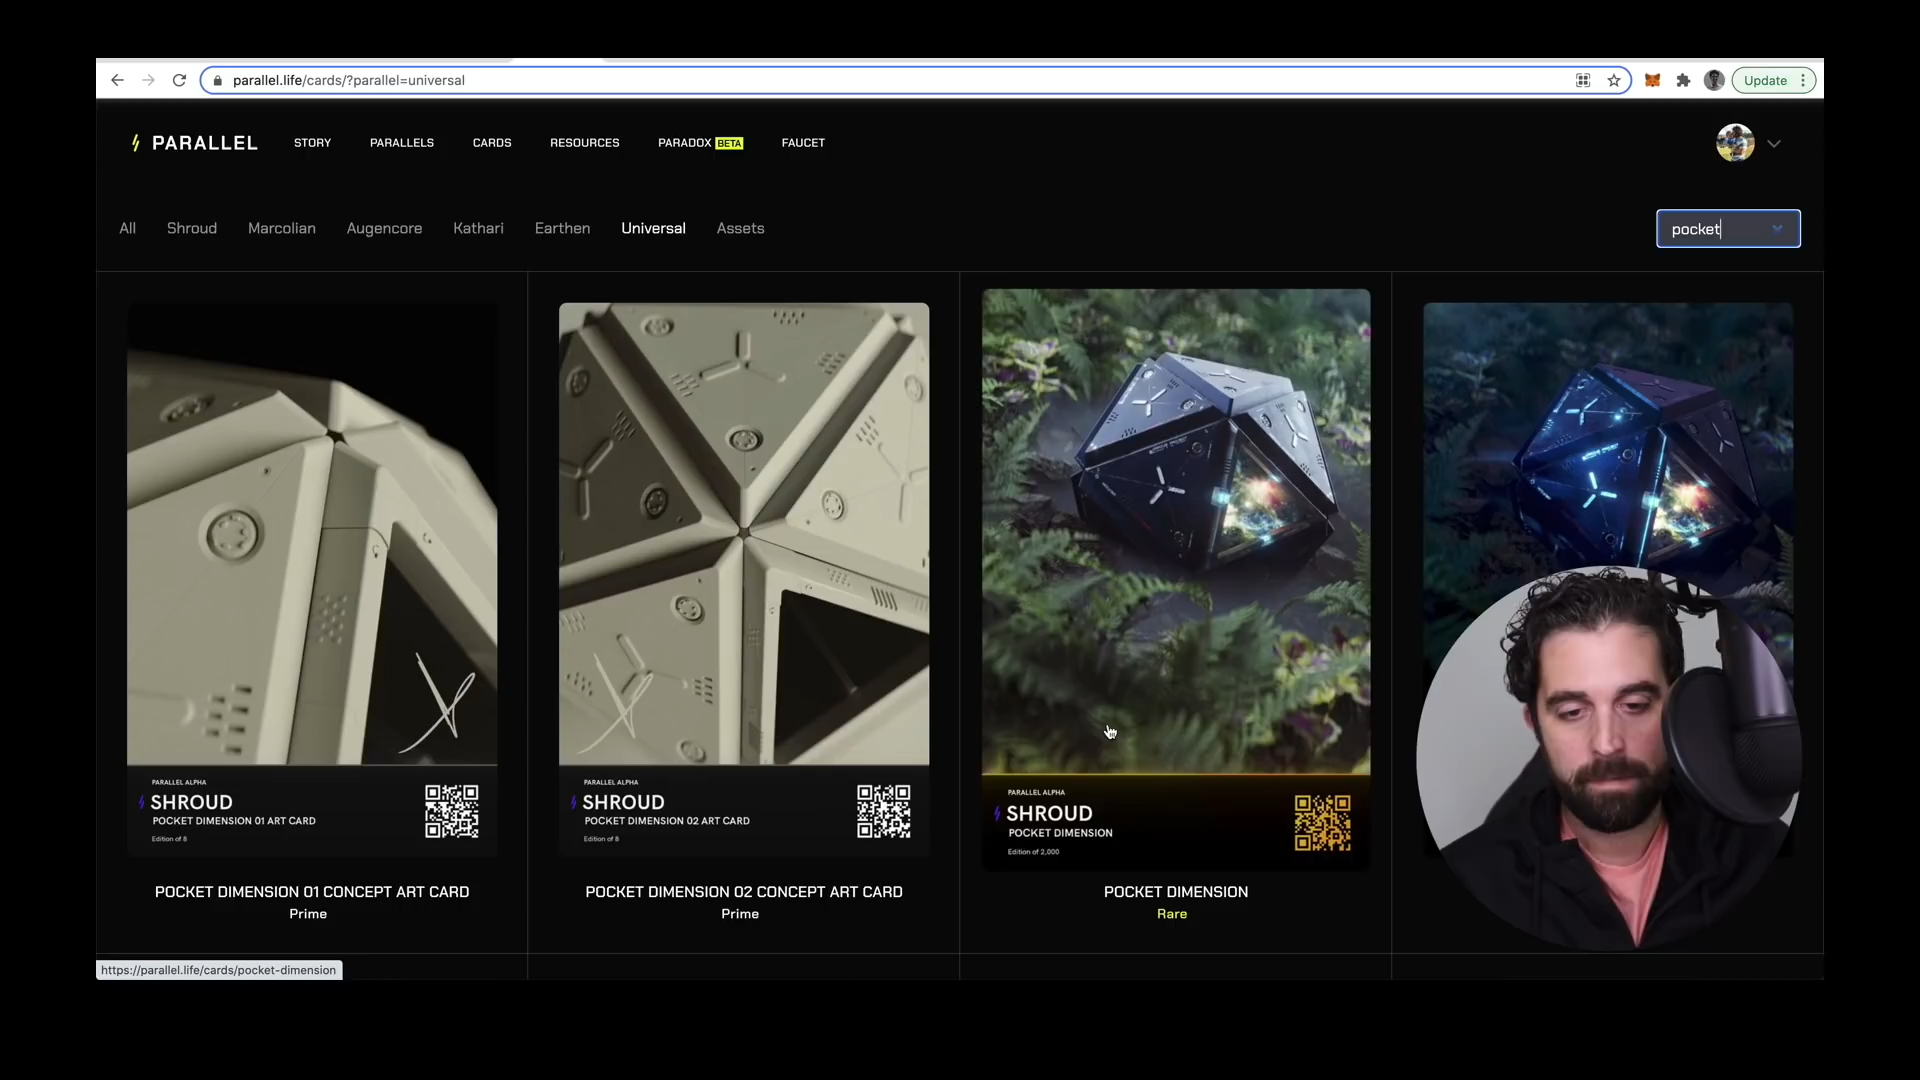 parallel.life/cards/?parallel=universal
Update
PARALLEL
STORY
PARALLELS
CARDS
RESOURCES
PARADOX BETA
FAUCET
All
Shroud
Marcolian
Augencore
Kathari
Earthen
Universal
Assets
pocket
PARALLEL ALPHA
SHROUD
POCKET DIMENSION 01 ART CARD
Edition of 8
POCKET DIMENSION 01 CONCEPT ART CARD
Prime
PARALLEL ALPHA
SHROUD
POCKET DIMENSION 02 ART CARD
Edition of 8
POCKET DIMENSION 02 CONCEPT ART CARD
Prime
PARALLEL ALPHA
SHROUD
POCKET DIMENSION
Edition of 2,000
POCKET DIMENSION
Rare
https://parallel.life/cards/pocket-dimension